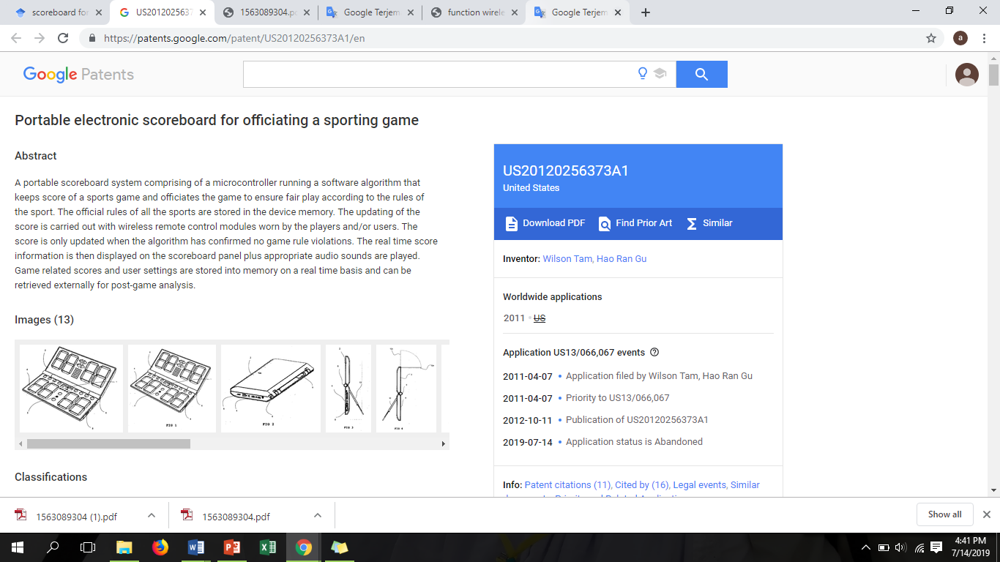 scoreboard for
US201202563
1563089304.p
Google Terjem
function wirele
Google Terjem
https://patents.google.com/patent/US20120256373A1/en
a
Google Patents
Portable electronic scoreboard for officiating a sporting game
Abstract
A portable scoreboard system comprising of a microcontroller running a software algorithm that
keeps score of a sports game and officiates the game to ensure fair play according to the rules of
the sport. The official rules of all the sports are stored in the device memory. The updating of the
score is carried out with wireless remote control modules worn by the players and/or users. The
score is only updated when the algorithm has confirmed no game rule violations. The real time score
information is then displayed on the scoreboard panel plus appropriate audio sounds are played.
Game related scores and user settings are stored into memory on a real time basis and can be
retrieved externally for post-game analysis.
Images (13)
FIG 1
FIG 2
FIG 3
FIG 4
Classifications
US20120256373A1
United States
Download PDF
Find Prior Art
Similar
Inventor: Wilson Tam, Hao Ran Gu
Worldwide applications
2011 • US
Application US13/066,067 events
2011-04-07 • Application filed by Wilson Tam, Hao Ran Gu
2011-04-07 • Priority to US13/066,067
2012-10-11 • Publication of US20120256373A1
2019-07-14 • Application status is Abandoned
Info: Patent citations (11), Cited by (16), Legal events, Similar
1563089304 (1).pdf
1563089304.pdf
Show all
4:41 PM
7/14/2019